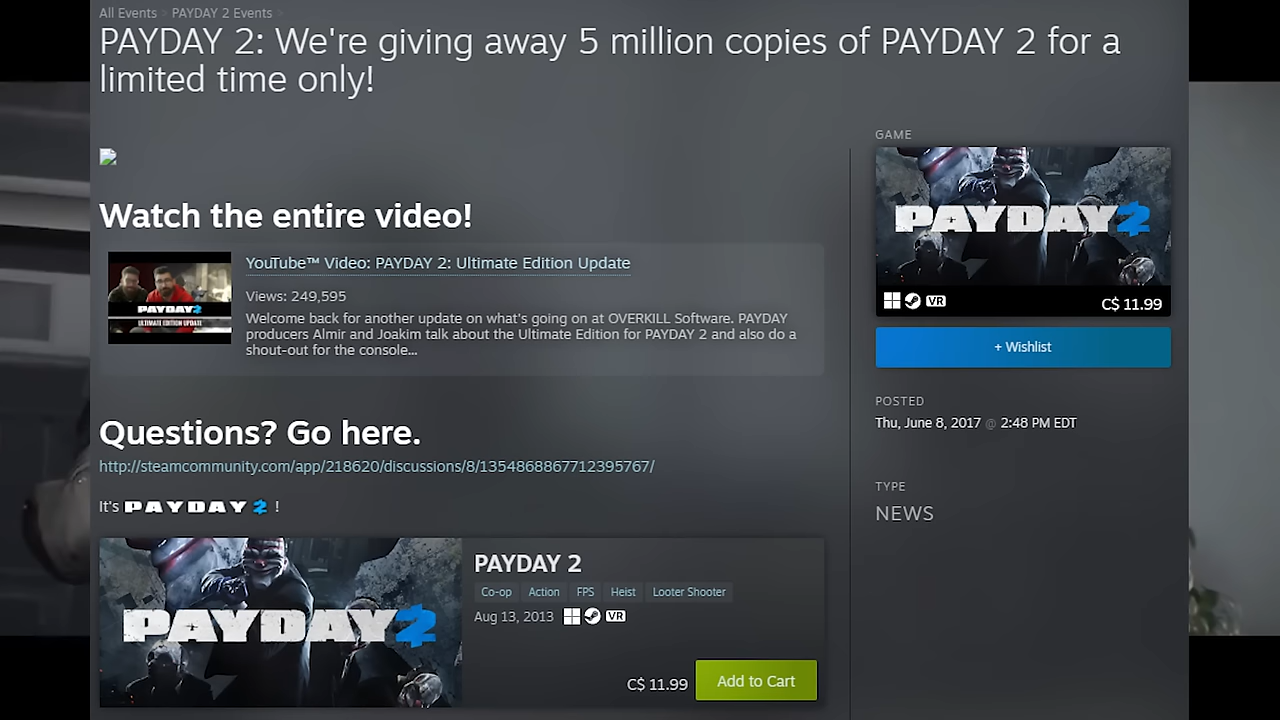 All Events > PAYDAY 2 Events >
PAYDAY 2: We're giving away 5 million copies of PAYDAY 2 for a
limited time only!
GAME
PAYDAY 2
VR
C$ 11.99
+ Wishlist
POSTED
Thu, June 8, 2017 @ 2:48 PM EDT
TYPE
NEWS
Watch the entire video!
PAYDAY 2
ULTIMATE EDITION UPDATE
YouTube™ Video: PAYDAY 2: Ultimate Edition Update
Views: 249,595
Welcome back for another update on what's going on at OVERKILL Software. PAYDAY
producers Almir and Joakim talk about the Ultimate Edition for PAYDAY 2 and also do a
shout-out for the console...
Questions? Go here.
http://steamcommunity.com/app/218620/discussions/8/1354868867712395767/
It's PAYDAY 2 !
PAYDAY 2
PAYDAY 2
Co-op Action FPS Heist Looter Shooter
Aug 13, 2013 VR
C$ 11.99 Add to Cart